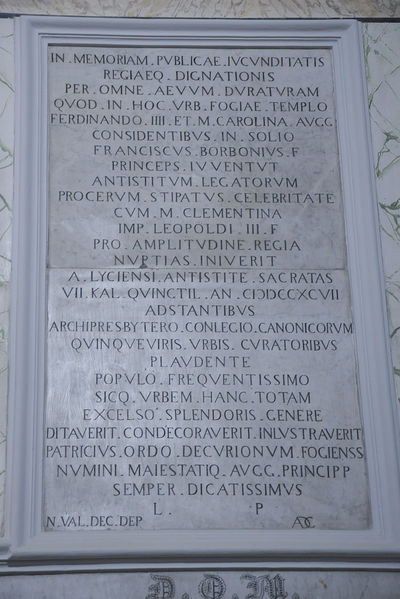 IN . MEMORIAM . PVBLICAE . IVCVNDITATIS
REGIAEQ . DIGNATIONIS
PER . OMNE . AEVVM . DVRATVRAM
QVOD . IN . HOC . VRB . FOGIAE . TEMPLO
FERDINANDO . IIII . ET . M . CAROLINA . AVGG
CONSIDENTIBVS . IN . SOLIO
FRANCISCVS . BORBONIVS . F
PRINCEPS . IVVENTVT
ANTISTITVM . LEGATORVM
PROCERVM . STIPATVS . CELEBRITATE
CVM . M . CLEMENTINA
IMP . LEOPOLDI . II . F
PRO . AMPLITVDINE . REGIA
NVPTIAS . INIVERIT
A . LYCIENSI . ANTISTITE . SACRATAS
VII . KAL . QVINCTIL . AN . CIƆIƆCCXCVII
ADSTANTIBVS
ARCHIPRESBYTERO . CONLEGIO . CANONICORVM
QVINQVEVIRIS . VRBIS . CVRATORIBVS
PLAVDENTE
POPVLO . FREQVENTISSIMO
SICQ . VRBEM . HANC . TOTAM
EXCELSO . SPLENDORIS . GENERE
DITAVERIT . CONDECORAVERIT . INLVSTRAVERIT
PATRICIVS . ORDO . DECVRIONVM . FOGIENSS
NVMINI . MAIESTATIQ . AVGG . PRINCIPP
SEMPER . DICATISSIMVS
L . P
N . VAL . DEC . DEP
D . O . M .